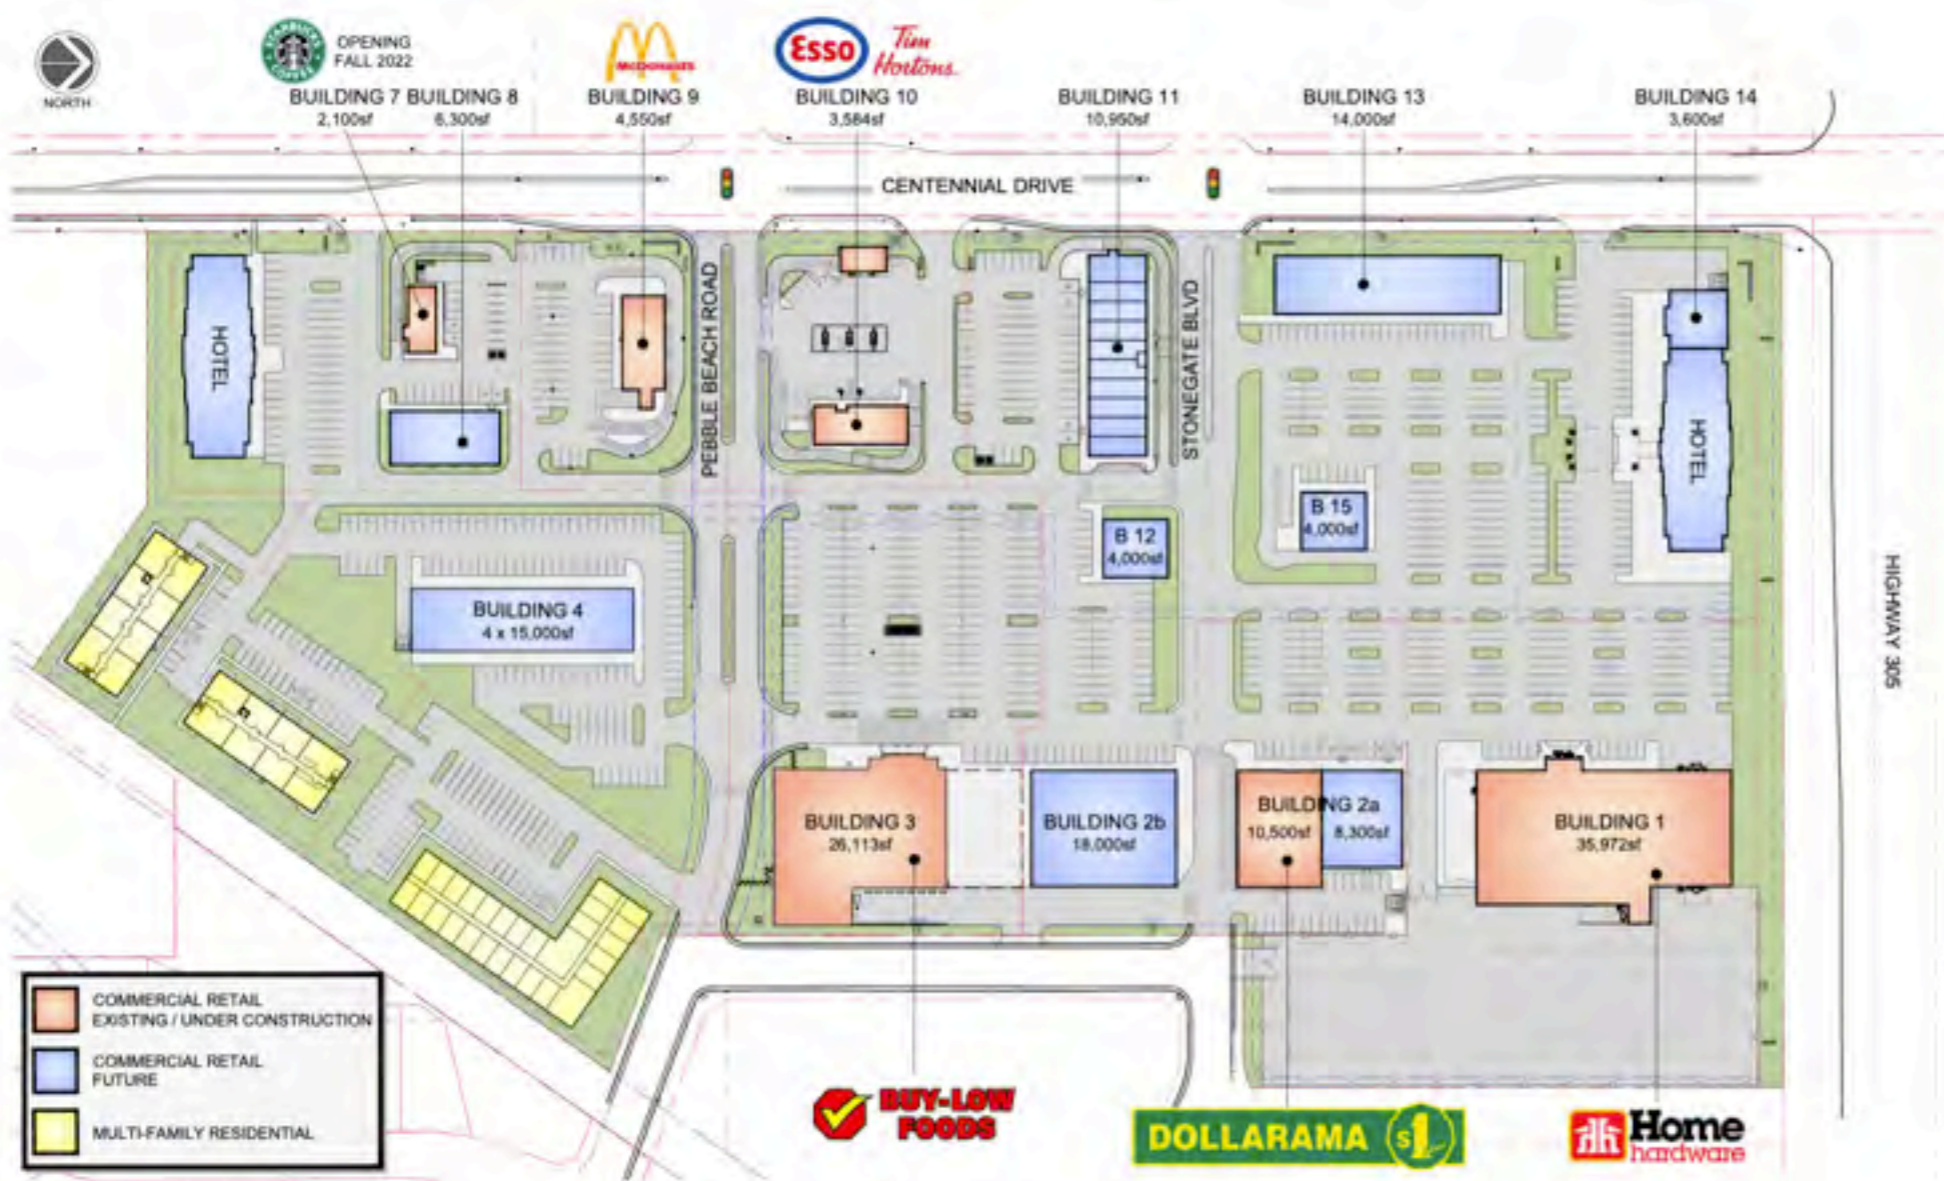 STARBUCKS
COFFEE
OPENING
FALL 2022
McDonald's
Esso
Tim
Hortons.
NORTH
BUILDING 7
2,100sf
BUILDING 8
6,300sf
BUILDING 9
4,550sf
BUILDING 10
3,584sf
BUILDING 11
10,950sf
BUILDING 13
14,000sf
BUILDING 14
3,600sf
CENTENNIAL DRIVE
HOTEL
PEBBLE BEACH ROAD
STONEGATE BLVD
HOTEL
B 12
4,000sf
B 15
4,000sf
HIGHWAY 305
BUILDING 4
4 x 15,000sf
BUILDING 3
26,113sf
BUILDING 2b
18,000sf
BUILDING 2a
10,500sf
8,300sf
BUILDING 1
35,972sf
COMMERCIAL RETAIL
EXISTING / UNDER CONSTRUCTION
COMMERCIAL RETAIL
FUTURE
MULTI-FAMILY RESIDENTIAL
BUY-LOW
FOODS
DOLLARAMA $1
Home
hardware